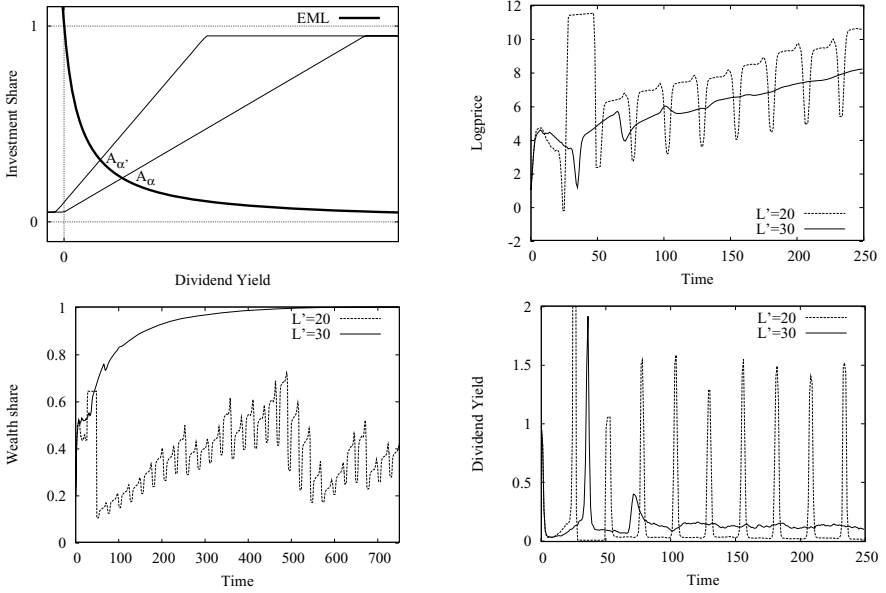 EML
1
Investment Share
Aα'
Aα
0
0
Dividend Yield
12
10
8
6
4
2
0
-2
Logprice
L'=20
L'=30
0 50 100 150 200 250
Time
1
0.8
0.6
0.4
0.2
0
Wealth share
L'=20
L'=30
0 100 200 300 400 500 600 700
Time
2
1.5
1
0.5
0
Dividend Yield
L'=20
L'=30
0 50 100 150 200 250
Time